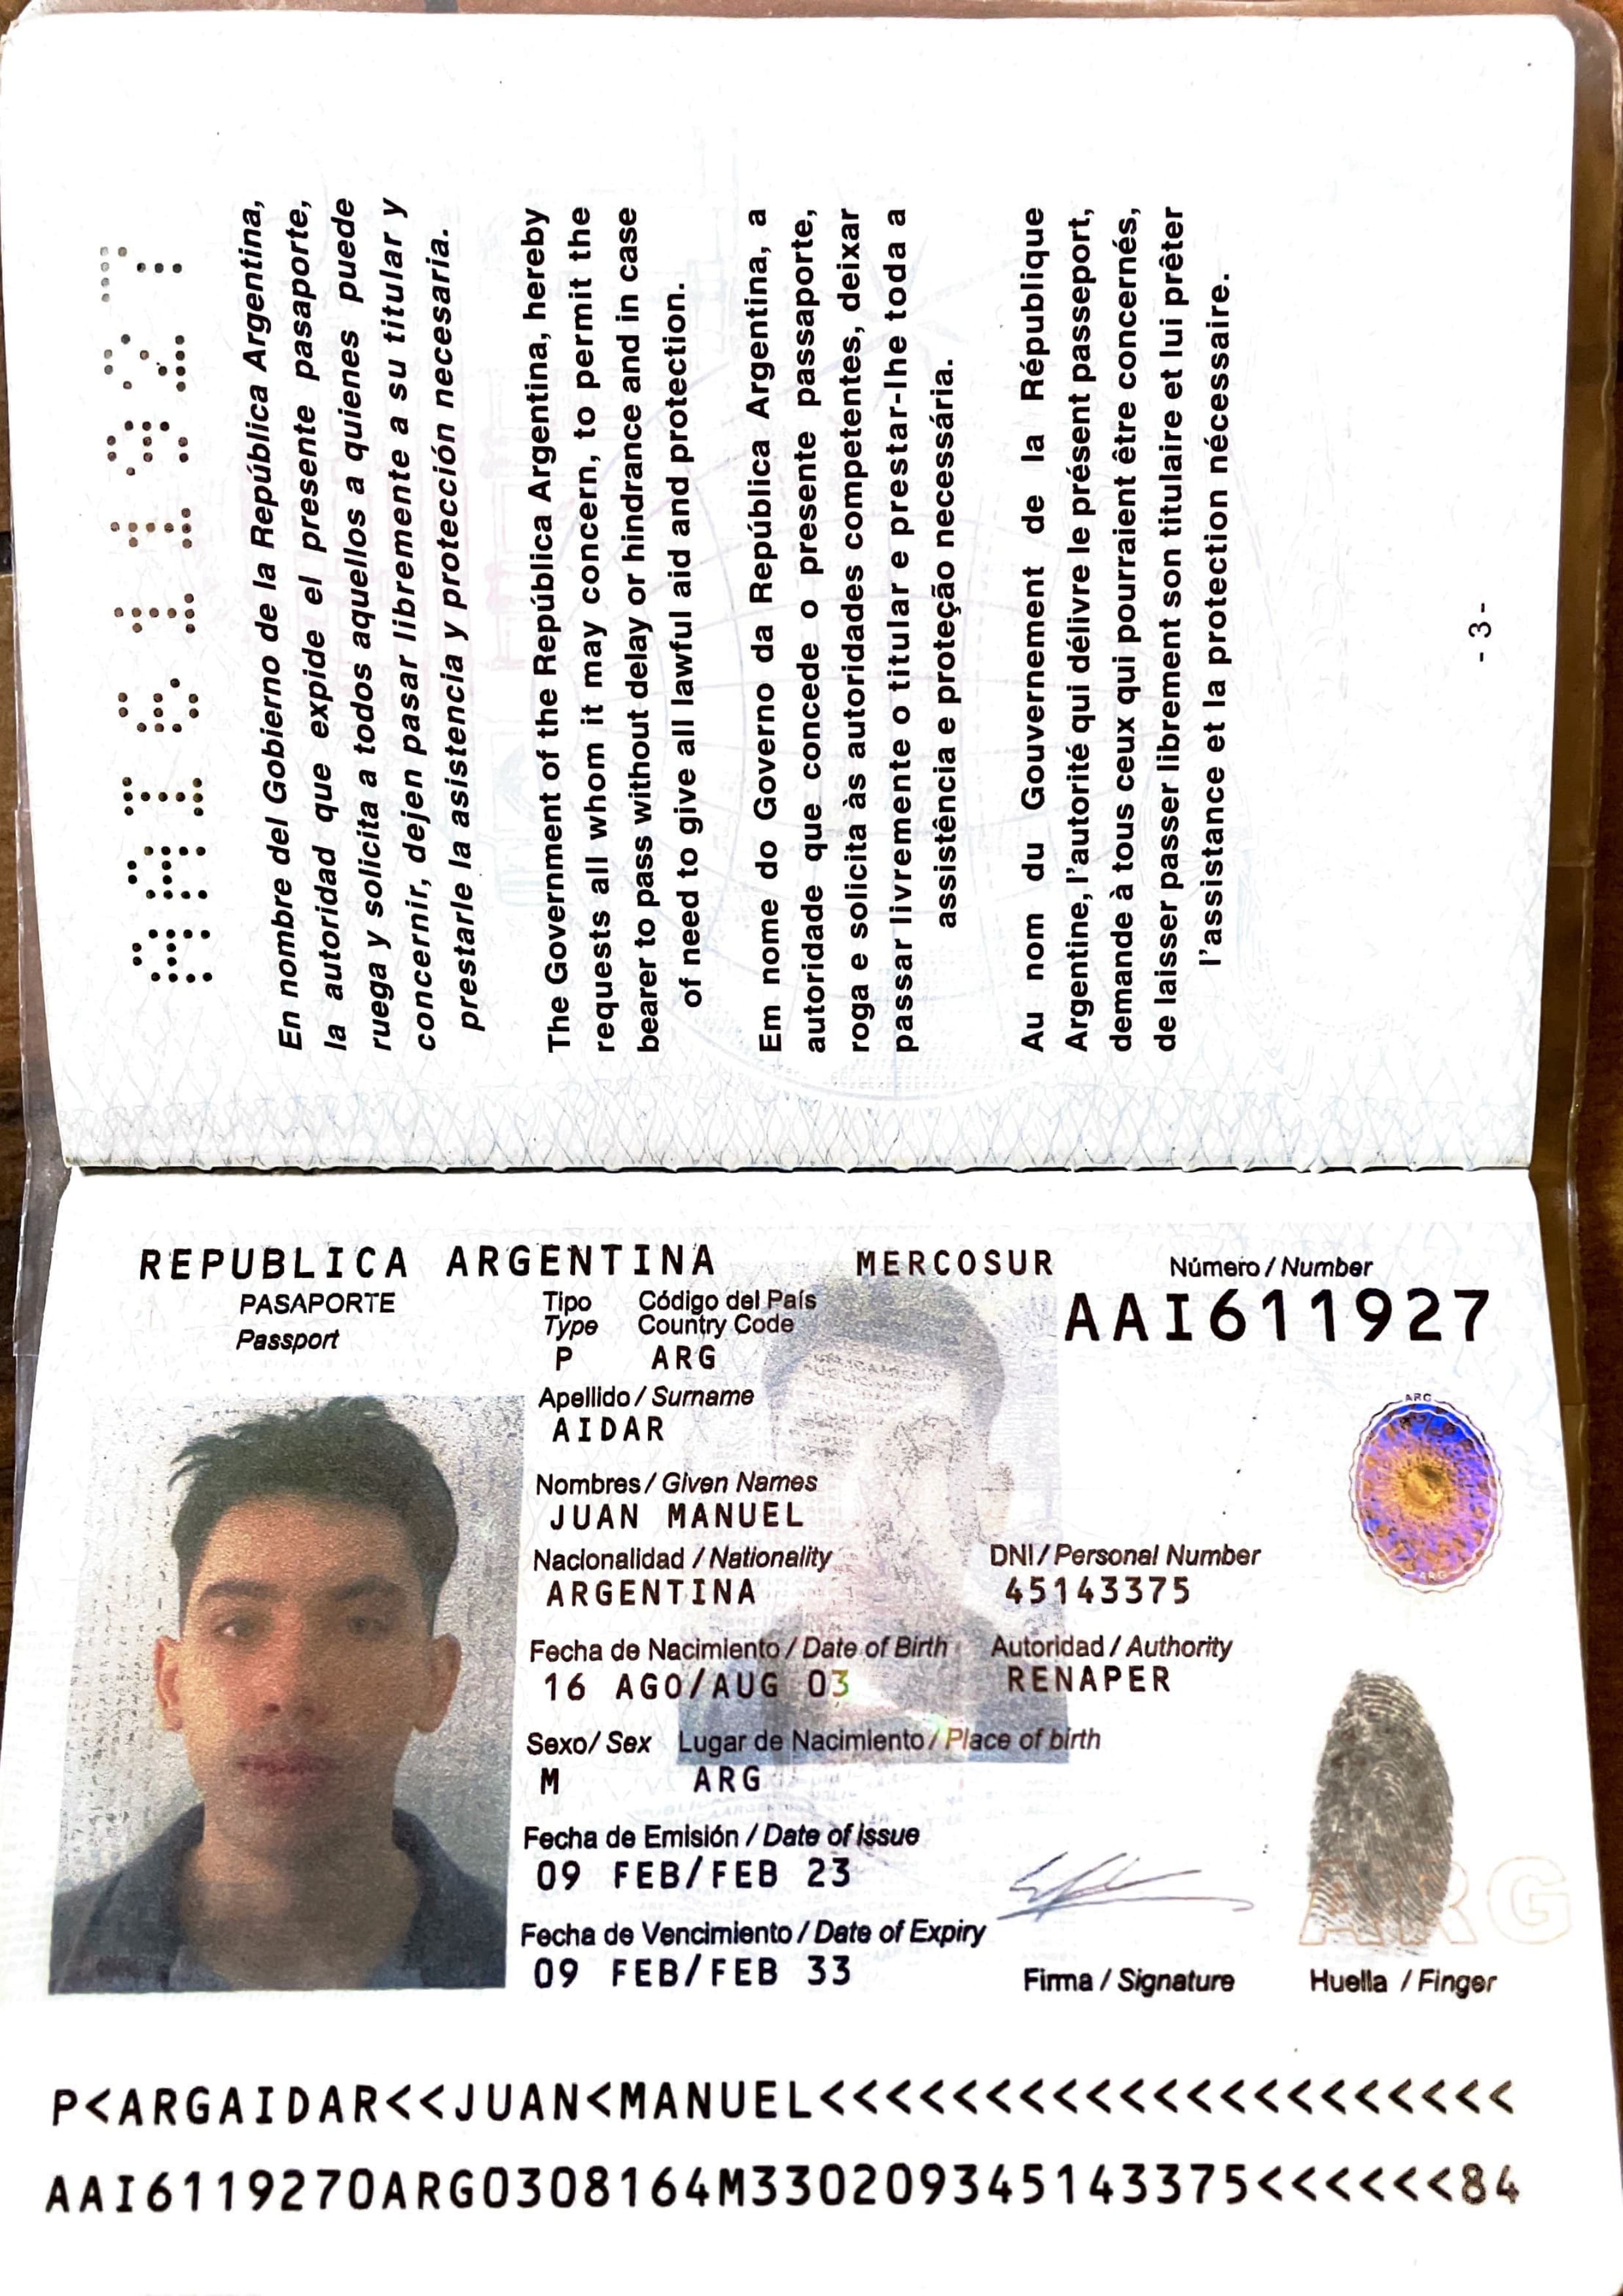 AAI611927
En nombre del Gobierno de la República Argentina,
la autoridad que expide el presente pasaporte,
ruega y solicita a todos aquellos a quienes puede
concernir, dejen pasar libremente a su titular y
prestarle la asistencia y protección necesaria.
The Government of the República Argentina, hereby
requests all whom it may concern, to permit the
bearer to pass without delay or hindrance and in case
of need to give all lawful aid and protection.
Em nome do Governo da República Argentina, a
autoridade que concede o presente passaporte,
roga e solicita às autoridades competentes, deixar
passar livremente o titular e prestar-lhe toda a
assistência e proteção necessária.
Au nom du Gouvernement de la République
Argentine, l'autorité qui délivre le présent passeport,
demande à tous ceux qui pourraient être concernés,
de laisser passer librement son titulaire et lui prêter
l'assistance et la protection nécessaire.
- 3-
REPUBLICA ARGENTINA MERCOSUR Número / Number
PASAPORTE Tipo Código del País AAI611927
Passport Type Country Code
P ARG
Apellido / Surname
AIDAR
ARG
Nombres / Given Names
JUAN MANUEL
Nacionalidad / Nationality DNI / Personal Number
ARGENTINA 45143375
ARG
Fecha de Nacimiento / Date of Birth Autoridad / Authority
16 AGO/AUG 03 RENAPER
Sexo/ Sex Lugar de Nacimiento / Place of birth
M ARG
Fecha de Emisión / Date of Issue
09 FEB/FEB 23
ARG
Fecha de Vencimiento / Date of Expiry
09 FEB/FEB 33
Firma / Signature Huella / Finger
P<ARGAIDAR<<JUAN<MANUEL<<<<<<<<<<<<<<<<<<<<<
AAI6119270ARG0308164M330209345143375<<<<<<84